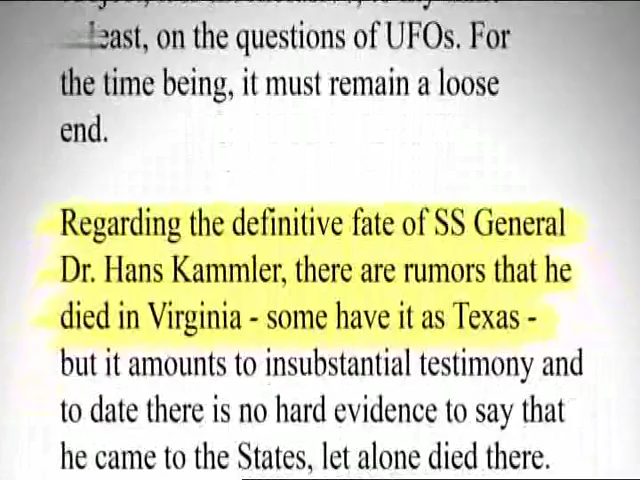 least, on the questions of UFOs. For
the time being, it must remain a loose
end.
Regarding the definitive fate of SS General
Dr. Hans Kammler, there are rumors that he
died in Virginia - some have it as Texas -
but it amounts to insubstantial testimony and
to date there is no hard evidence to say that
he came to the States, let alone died there.